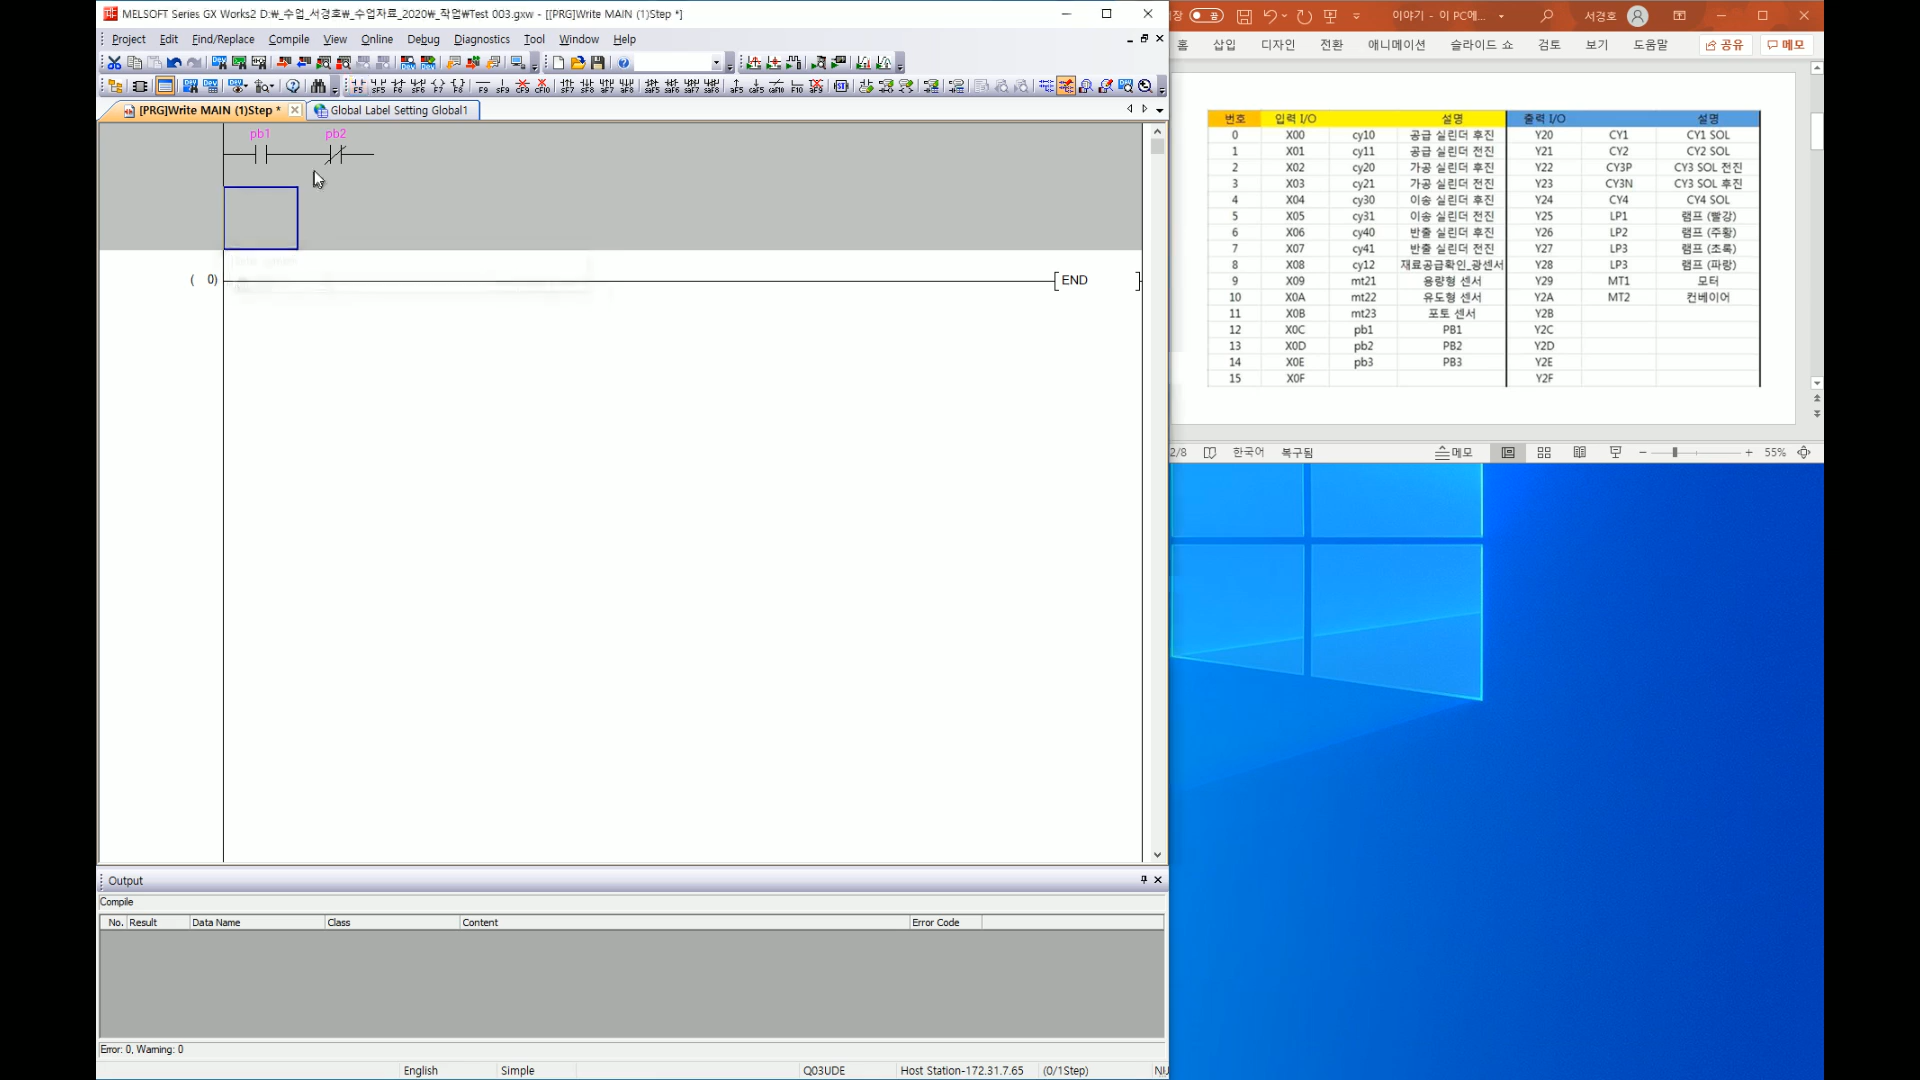 MELSOFT Series GX Works2 D:₩_수업_서경호₩_수업자료_2020₩_작업₩Test 003.gxw - [[PRG]Write MAIN (1)Step *]
Project Edit Find/Replace Compile View Online Debug Diagnostics Tool Window Help
[PRG]Write MAIN (1)Step * Global Label Setting Global1
pb1 pb2
( 0) END
Output
Compile
No. Result Data Name Class Content Error Code
Error: 0, Warning: 0
English Simple Q03UDE Host Station-172.31.7.65 (0/1Step)
이야기 - 이 PC에... 서경호
홈 삽입 디자인 전환 애니메이션 슬라이드 쇼 검토 보기 도움말 공유 메모
번호 입력 I/O 설명 출력 I/O 설명
0 X00 cy10 공급 실린더 후진 Y20 CY1 CY1 SOL
1 X01 cy11 공급 실린더 전진 Y21 CY2 CY2 SOL
2 X02 cy20 가공 실린더 후진 Y22 CY3P CY3 SOL 전진
3 X03 cy21 가공 실린더 전진 Y23 CY3N CY3 SOL 후진
4 X04 cy30 이송 실린더 후진 Y24 CY4 CY4 SOL
5 X05 cy31 이송 실린더 전진 Y25 LP1 램프 (빨강)
6 X06 cy40 반출 실린더 후진 Y26 LP2 램프 (주황)
7 X07 cy41 반출 실린더 전진 Y27 LP3 램프 (초록)
8 X08 cy12 재료공급확인_광센서 Y28 LP3 램프 (파랑)
9 X09 mt21 용량형 센서 Y29 MT1 모터
10 X0A mt22 유도형 센서 Y2A MT2 컨베이어
11 X0B mt23 포토 센서 Y2B
12 X0C pb1 PB1 Y2C
13 X0D pb2 PB2 Y2D
14 X0E pb3 PB3 Y2E
15 X0F Y2F
2/8 한국어 복구됨 메모 55%